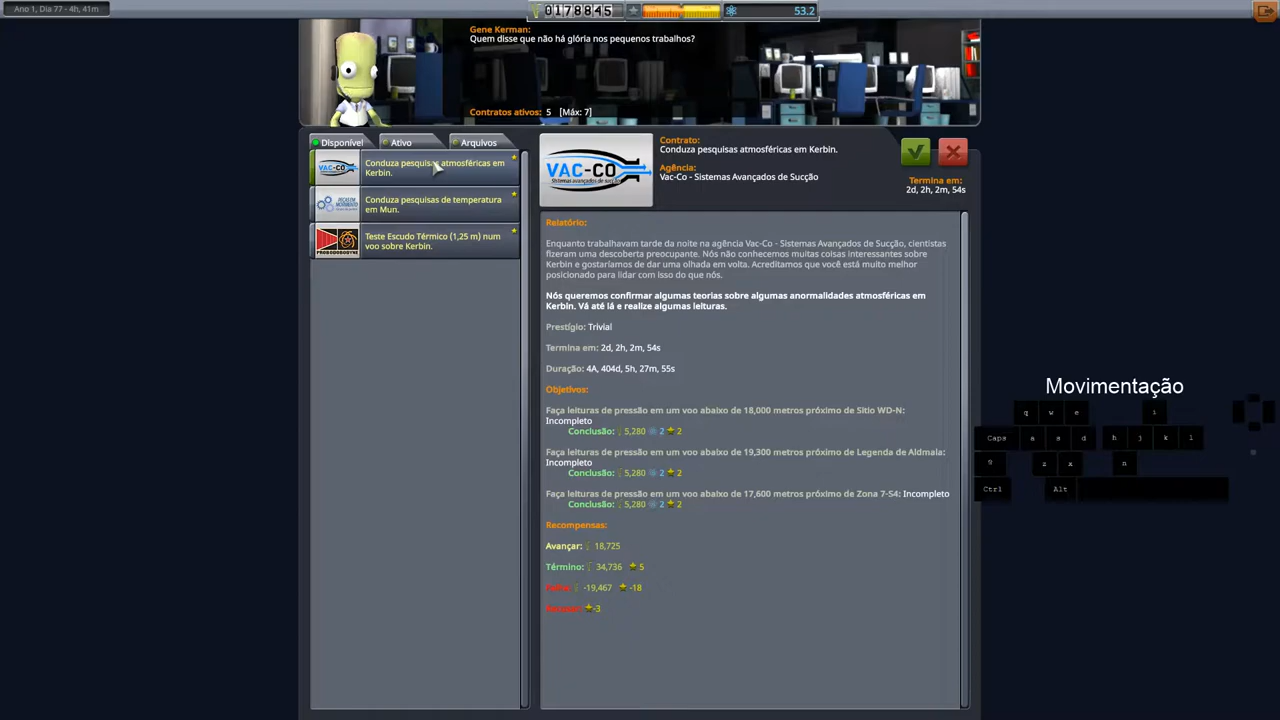 Ano 1, Dia 77 - 4h, 41m
0178845
53.2
Gene Kerman:
Quem disse que não há glória nos pequenos trabalhos?
Contratos ativos: 5 [Máx: 7]
Disponível
Ativo
Arquivos
VAC-CO
Conduza pesquisas atmosféricas em
Kerbin.
Conduza pesquisas de temperatura
em Mun.
Teste Escudo Térmico (1,25 m) num
voo sobre Kerbin.
VAC-CO
Sistemas avançados de sucção
Contrato:
Conduza pesquisas atmosféricas em Kerbin.
Agência:
Vac-Co - Sistemas Avançados de Sucção
Termina em:
2d, 2h, 2m, 54s
Relatório:
Enquanto trabalhavam tarde da noite na agência Vac-Co - Sistemas Avançados de Sucção, cientistas
fizeram uma descoberta preocupante. Nós não conhecemos muitas coisas interessantes sobre
Kerbin e gostaríamos de dar uma olhada em volta. Acreditamos que você está muito melhor
posicionado para lidar com isso do que nós.
Nós queremos confirmar algumas teorias sobre algumas anormalidades atmosféricas em
Kerbin. Vá até lá e realize algumas leituras.
Prestígio: Trivial
Termina em: 2d, 2h, 2m, 54s
Duração: 4A, 404d, 5h, 27m, 55s
Objetivos:
Faça leituras de pressão em um voo abaixo de 18,000 metros próximo de Sítio WD-N:
Incompleto
Conclusão: 5,280 2 2
Faça leituras de pressão em um voo abaixo de 19,300 metros próximo de Legenda de Aldmala:
Incompleto
Conclusão: 5,280 2 2
Faça leituras de pressão em um voo abaixo de 17,600 metros próximo de Zona 7-S4: Incompleto
Conclusão: 5,280 2 2
Recompensas:
Avançar: 18,725
Término: 34,736 5
-19,467 -18
-3
Movimentação
q w e i
Caps a s d h j k l
z x n
Ctrl Alt